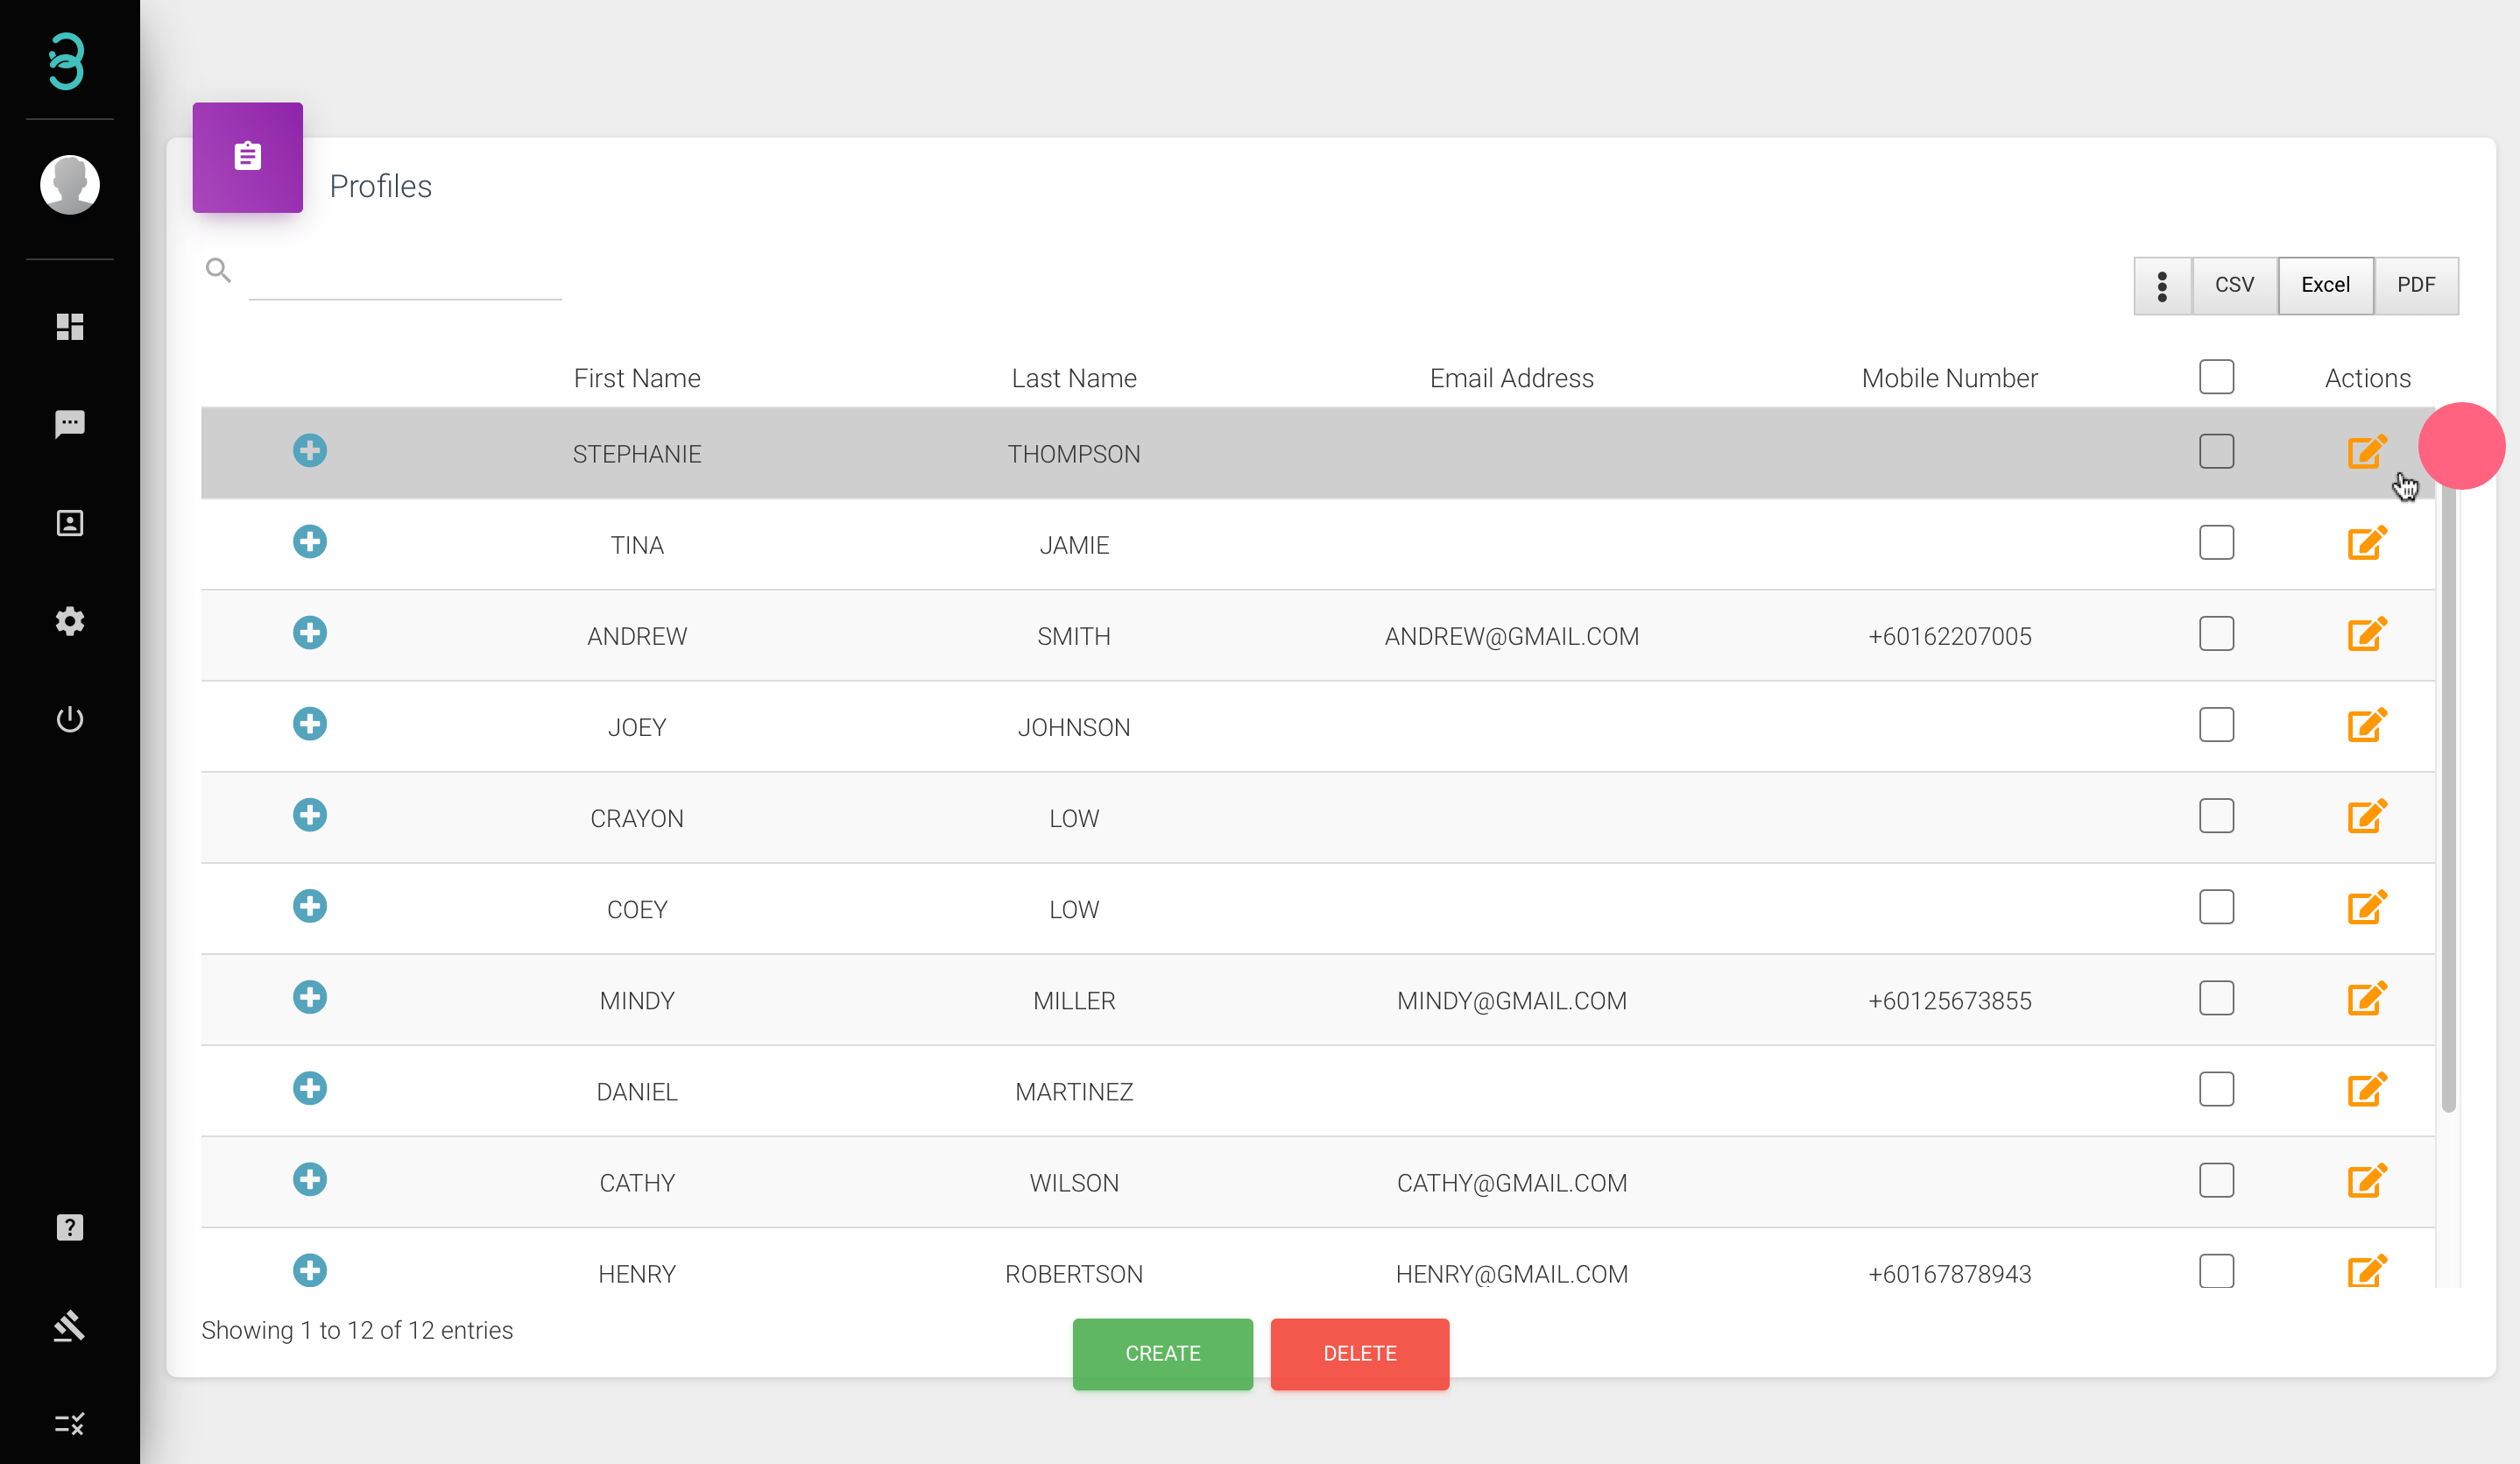 Profiles
CSV Excel PDF
First Name Last Name Email Address Mobile Number Actions
STEPHANIE THOMPSON
TINA JAMIE
ANDREW SMITH ANDREW@GMAIL.COM +60162207005
JOEY JOHNSON
CRAYON LOW
COEY LOW
MINDY MILLER MINDY@GMAIL.COM +60125673855
DANIEL MARTINEZ
CATHY WILSON CATHY@GMAIL.COM
HENRY ROBERTSON HENRY@GMAIL.COM +60167878943
Showing 1 to 12 of 12 entries
CREATE DELETE